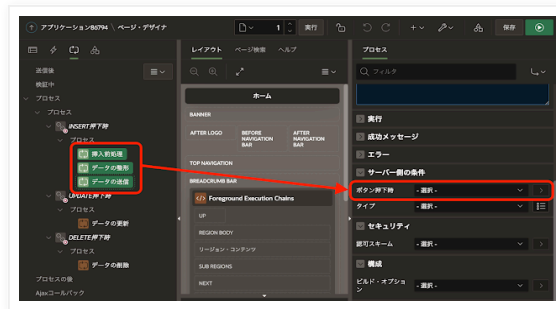 アプリケーション86794 \ ページ・デザイナ
1
実行
保存
レイアウト ページ検索 ヘルプ
プロセス
送信後
検証中
プロセス
プロセス
INSERT押下時
プロセス
挿入前処理
データの整形
データの送信
UPDATE押下時
プロセス
データの更新
DELETE押下時
プロセス
データの削除
プロセスの後
Ajaxコールバック
ホーム
BANNER
AFTER LOGO
BEFORE NAVIGATION BAR
AFTER NAVIGATION BAR
TOP NAVIGATION
BREADCRUMB BAR
</> Foreground Execution Chains
UP
REGION BODY
リージョン・コンテンツ
SUB REGIONS
NEXT
フィルタ
実行
成功メッセージ
エラー
サーバー側の条件
ボタン押下時 - 選択 -
タイプ - 選択 -
セキュリティ
認可スキーム - 選択 -
構成
ビルド・オプション - 選択 -